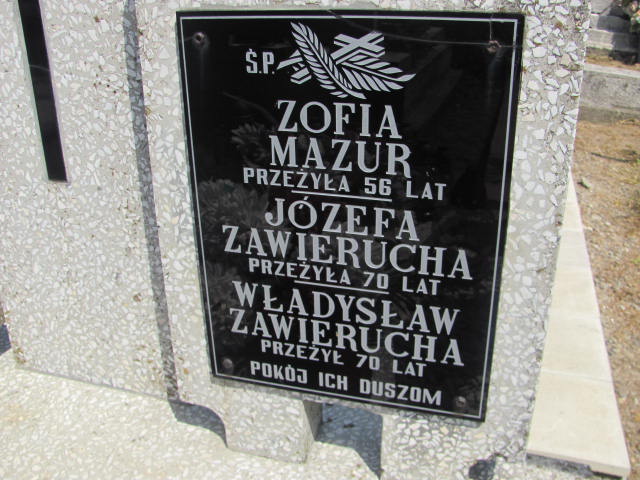 Ś.P.
ZOFIA
MAZUR
PRZEŻYŁA 56 LAT
JÓZEFA
ZAWIERUCHA
PRZEŻYŁA 70 LAT
WŁADYSŁAW
ZAWIERUCHA
PRZEŻYŁ 70 LAT
POKÓJ ICH DUSZOM